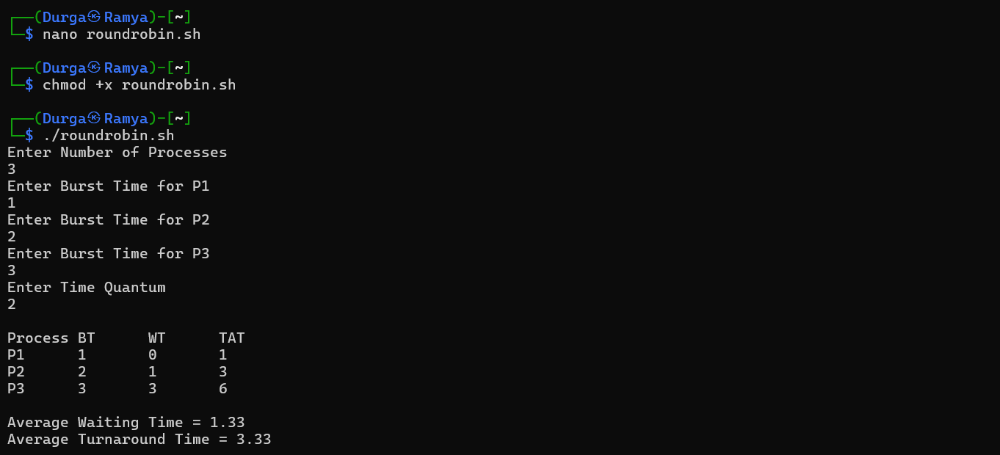 ┌──(Durga㉿Ramya)-[~]
└─$ nano roundrobin.sh
┌──(Durga㉿Ramya)-[~]
└─$ chmod +x roundrobin.sh
┌──(Durga㉿Ramya)-[~]
└─$ ./roundrobin.sh
Enter Number of Processes
3
Enter Burst Time for P1
1
Enter Burst Time for P2
2
Enter Burst Time for P3
3
Enter Time Quantum
2
Process BT      WT      TAT
P1      1       0       1
P2      2       1       3
P3      3       3       6
Average Waiting Time = 1.33
Average Turnaround Time = 3.33